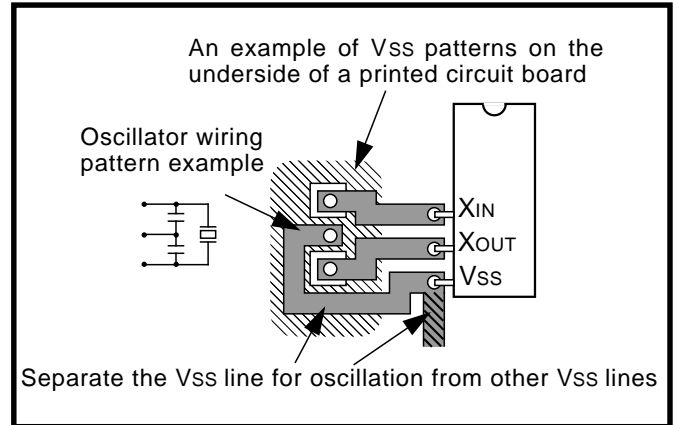 An example of VSS patterns on the
underside of a printed circuit board
Oscillator wiring
pattern example
XIN
XOUT
VSS
Separate the VSS line for oscillation from other VSS lines